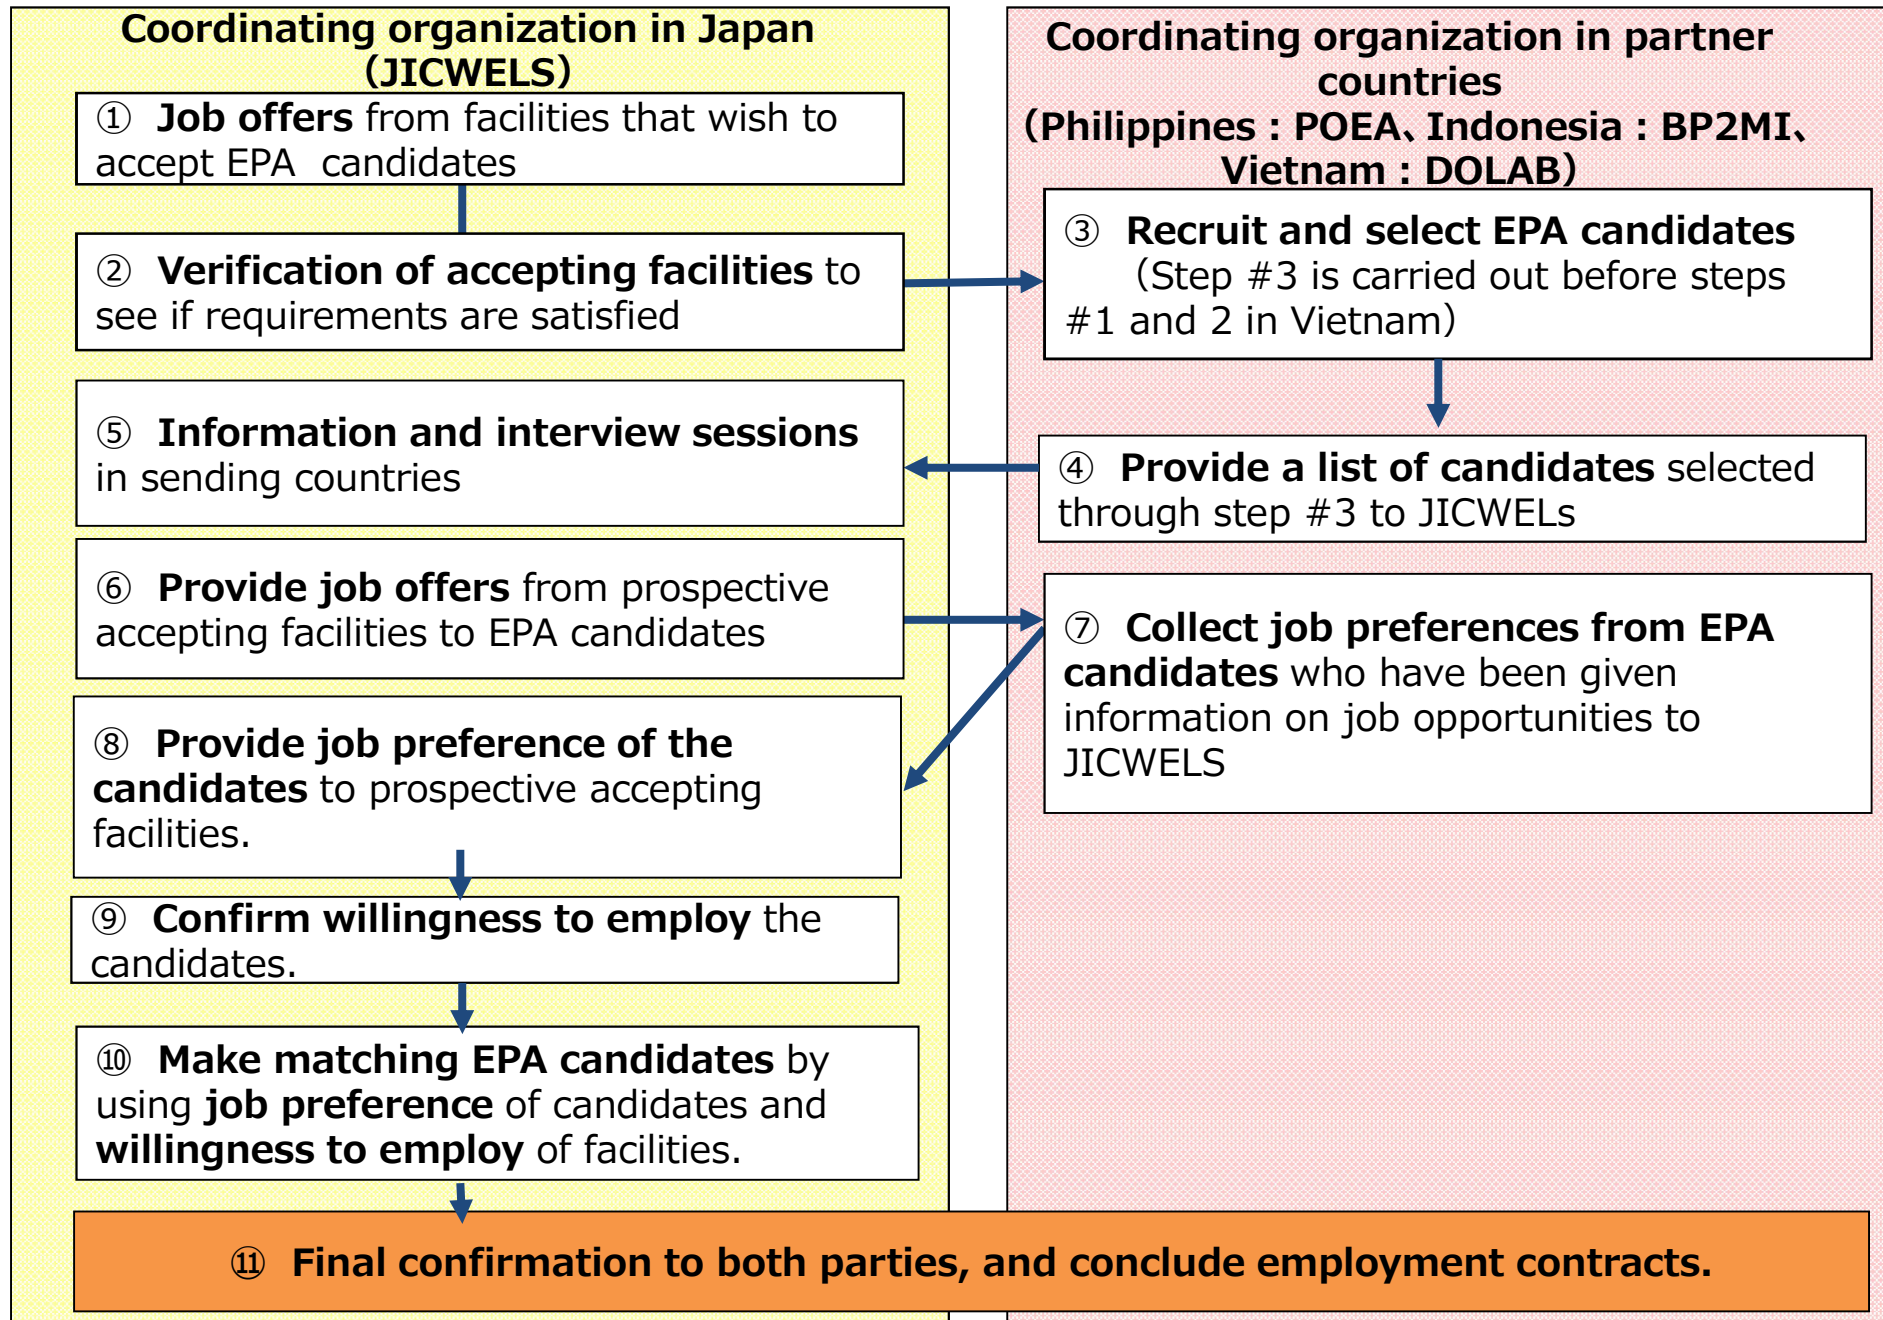 Coordinating organization in Japan
（JICWELS）
① Job offers from facilities that wish to
accept EPA candidates
② Verification of accepting facilities to
see if requirements are satisfied
⑤ Information and interview sessions
in sending countries
⑥ Provide job offers from prospective
accepting facilities to EPA candidates
⑧ Provide job preference of the
candidates to prospective accepting
facilities.
⑨ Confirm willingness to employ the
candidates.
⑩ Make matching EPA candidates by
using job preference of candidates and
willingness to employ of facilities.
Coordinating organization in partner
countries
（Philippines：POEA、Indonesia：BP2MI、
Vietnam：DOLAB）
③ Recruit and select EPA candidates
（Step #3 is carried out before steps
#1 and 2 in Vietnam）
④ Provide a list of candidates selected
through step #3 to JICWELs
⑦ Collect job preferences from EPA
candidates who have been given
information on job opportunities to
JICWELS
⑪ Final confirmation to both parties, and conclude employment contracts.